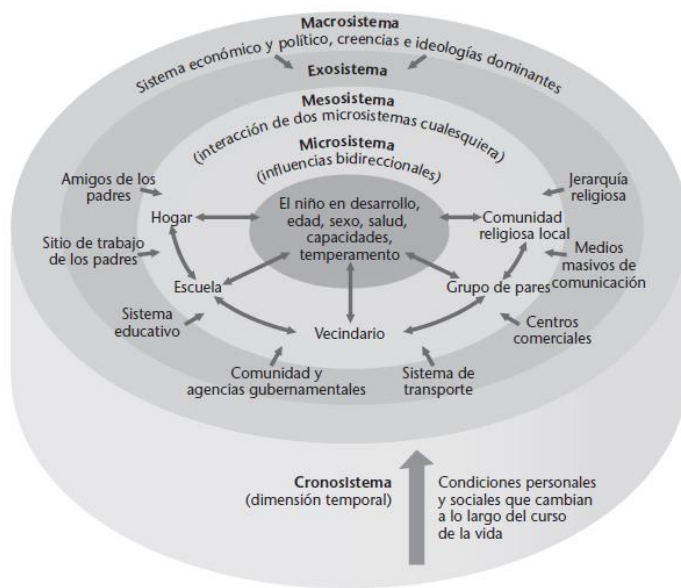 Macrosistema
Sistema económico y político, creencias e ideologías dominantes
Exosistema
Mesosistema
(interacción de dos microsistemas cualesquiera)
Microsistema
(influencias bidireccionales)
El niño en desarrollo,
edad, sexo, salud,
capacidades,
temperamento
Amigos de los
padres
Hogar
Sitio de trabajo
de los padres
Escuela
Sistema
educativo
Vecindario
Comunidad y
agencias gubernamentales
Sistema de
transporte
Jerarquía
religiosa
Comunidad
religiosa local
Medios
masivos de
comunicación
Grupo de pares
Centros
comerciales
Cronosistema
(dimensión temporal)
Condiciones personales
y sociales que cambian
a lo largo del curso
de la vida